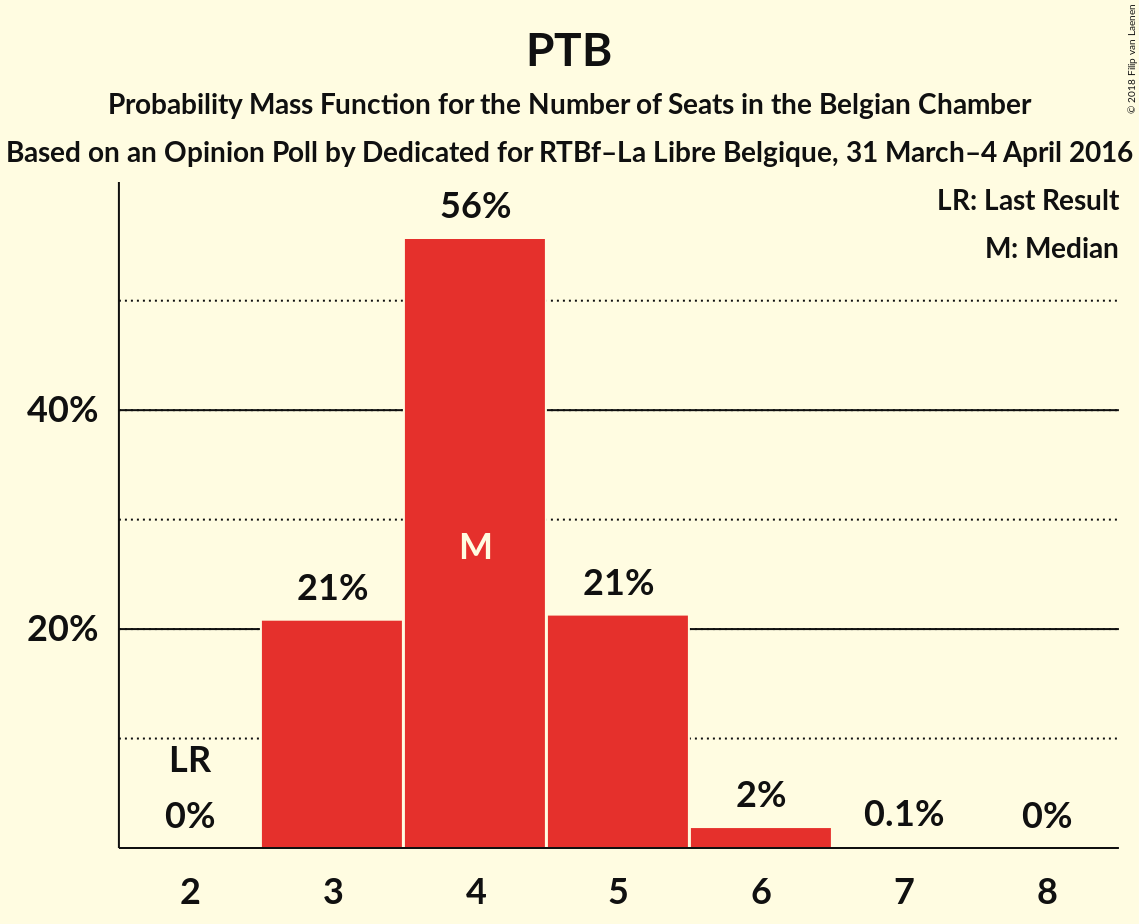 PTB
Probability Mass Function for the Number of Seats in the Belgian Chamber
Based on an Opinion Poll by Dedicated for RTBf–La Libre Belgique, 31 March–4 April 2016
© 2018 Filip van Laenen
LR: Last Result
M: Median
56%
40%
M
21%
21%
20%
LR
0%
2%
0.1%
0%
2 3 4 5 6 7 8